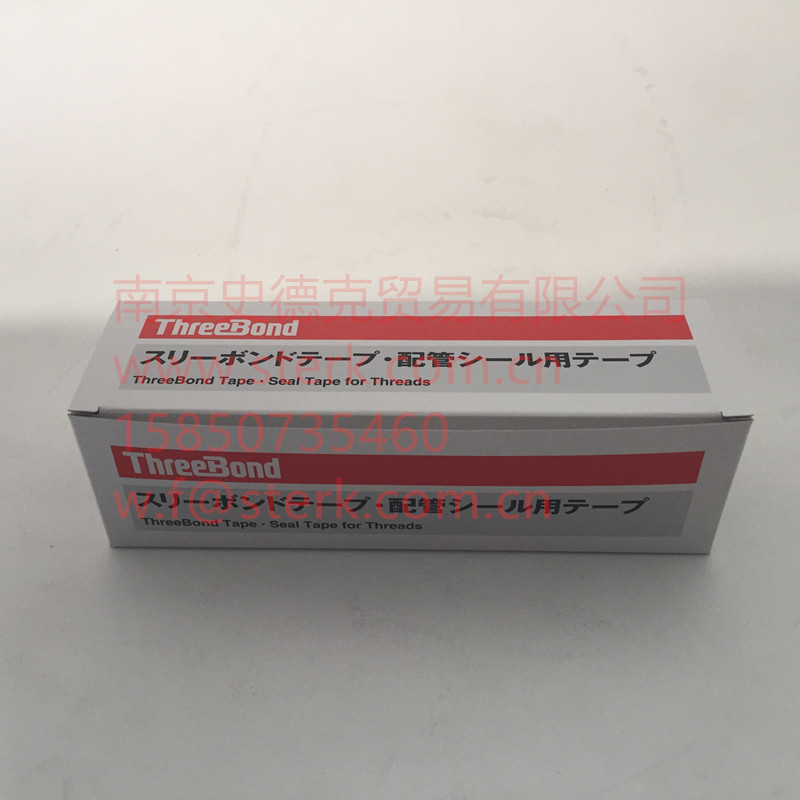 南京史德克贸易有限公司
ThreeBond
スリーボンドテープ・配管シール用テープ
www.sterk.com.cn
ThreeBond Tape · Seal Tape for Threads
15850735460
ThreeBond
w.f@sterk.com.cn
スリーボンドテープ・配管シール用テープ
ThreeBond Tape · Seal Tape for Threads